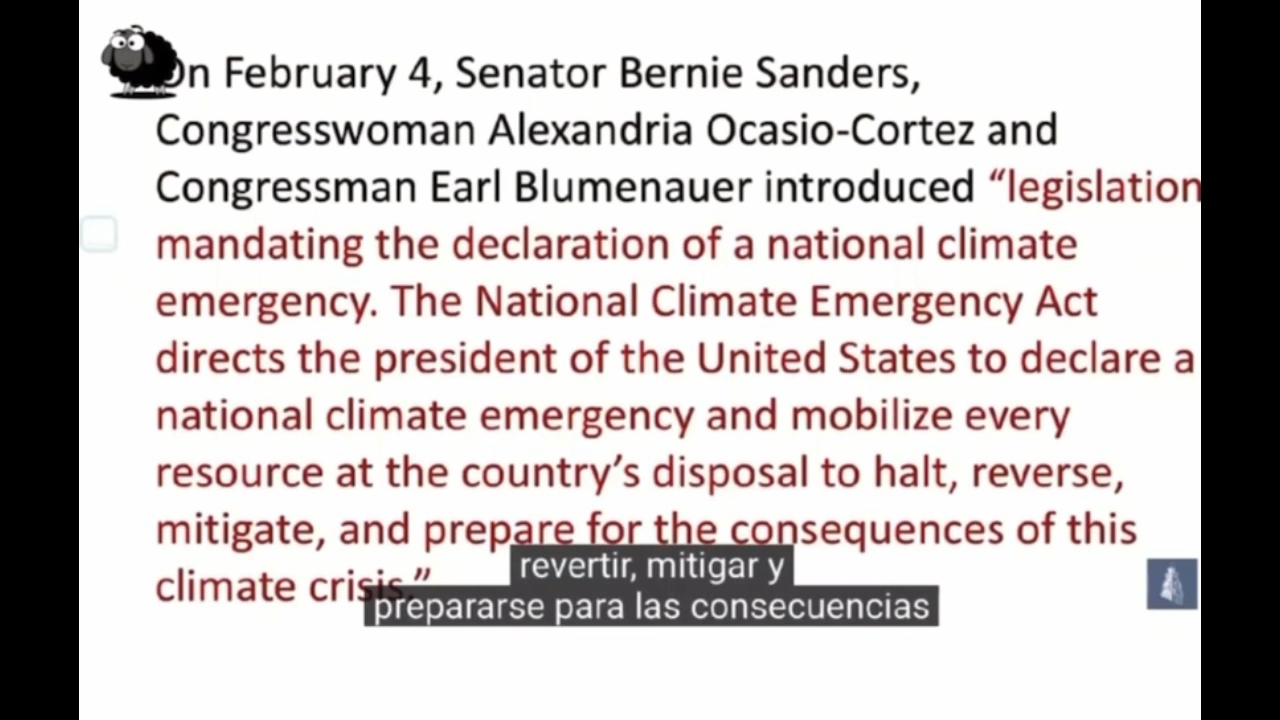 On February 4, Senator Bernie Sanders,
Congresswoman Alexandria Ocasio-Cortez and
Congressman Earl Blumenauer introduced “legislation
mandating the declaration of a national climate
emergency. The National Climate Emergency Act
directs the president of the United States to declare a
national climate emergency and mobilize every
resource at the country’s disposal to halt, reverse,
mitigate, and prepare for the consequences of this
climate crisis.”
revertir, mitigar y
prepararse para las consecuencias